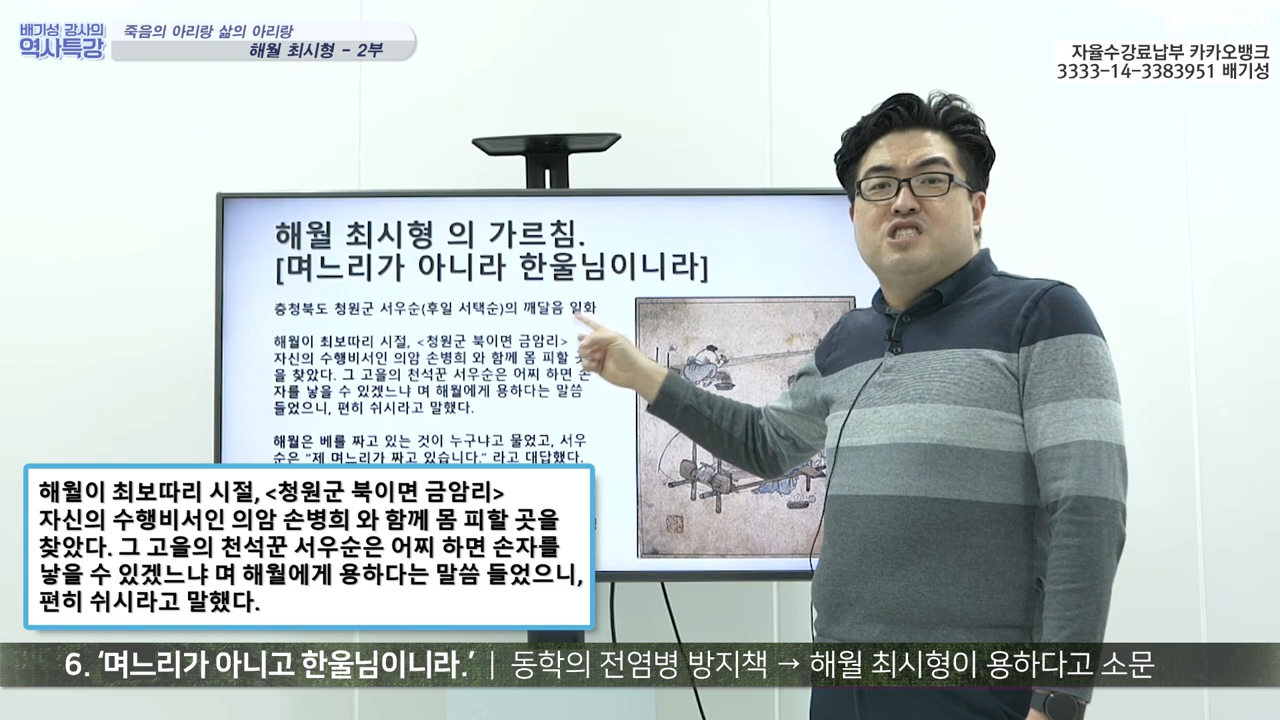 배기성 강사의
역사특강
죽음의 아리랑 삶의 아리랑
해월 최시형 - 2부
자율수강료납부 카카오뱅크
3333-14-3383951 배기성
해월 최시형 의 가르침.
[며느리가 아니라 한울님이니라]
충청북도 청원군 서우순(후일 서택순)의 깨달음 일화
해월이 최보따리 시절, <청원군 북이면 금암리>
자신의 수행비서인 의암 손병희 와 함께 몸 피할 곳
을 찾았다. 그 고을의 천석꾼 서우순은 어찌 하면 손
자를 낳을 수 있겠느냐 며 해월에게 용하다는 말씀
들었으니, 편히 쉬시라고 말했다.
해월은 베를 짜고 있는 것이 누구냐고 물었고, 서우
순은 "제 며느리가 짜고 있습니다." 라고 대답했다.
해월이 최보따리 시절, <청원군 북이면 금암리>
자신의 수행비서인 의암 손병희 와 함께 몸 피할 곳을
찾았다. 그 고을의 천석꾼 서우순은 어찌 하면 손자를
낳을 수 있겠느냐 며 해월에게 용하다는 말씀 들었으니,
편히 쉬시라고 말했다.
6. ‘며느리가 아니고 한울님이니라.’ | 동학의 전염병 방지책 → 해월 최시형이 용하다고 소문